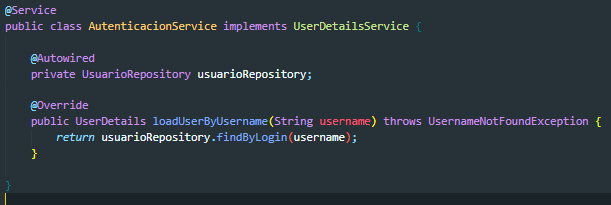 @Service
public class AutenticacionService implements UserDetailsService {
@Autowired
private UsuarioRepository usuarioRepository;
@Override
public UserDetails loadUserByUsername(String username) throws UsernameNotFoundException {
return usuarioRepository.findByLogin(username);
}
}